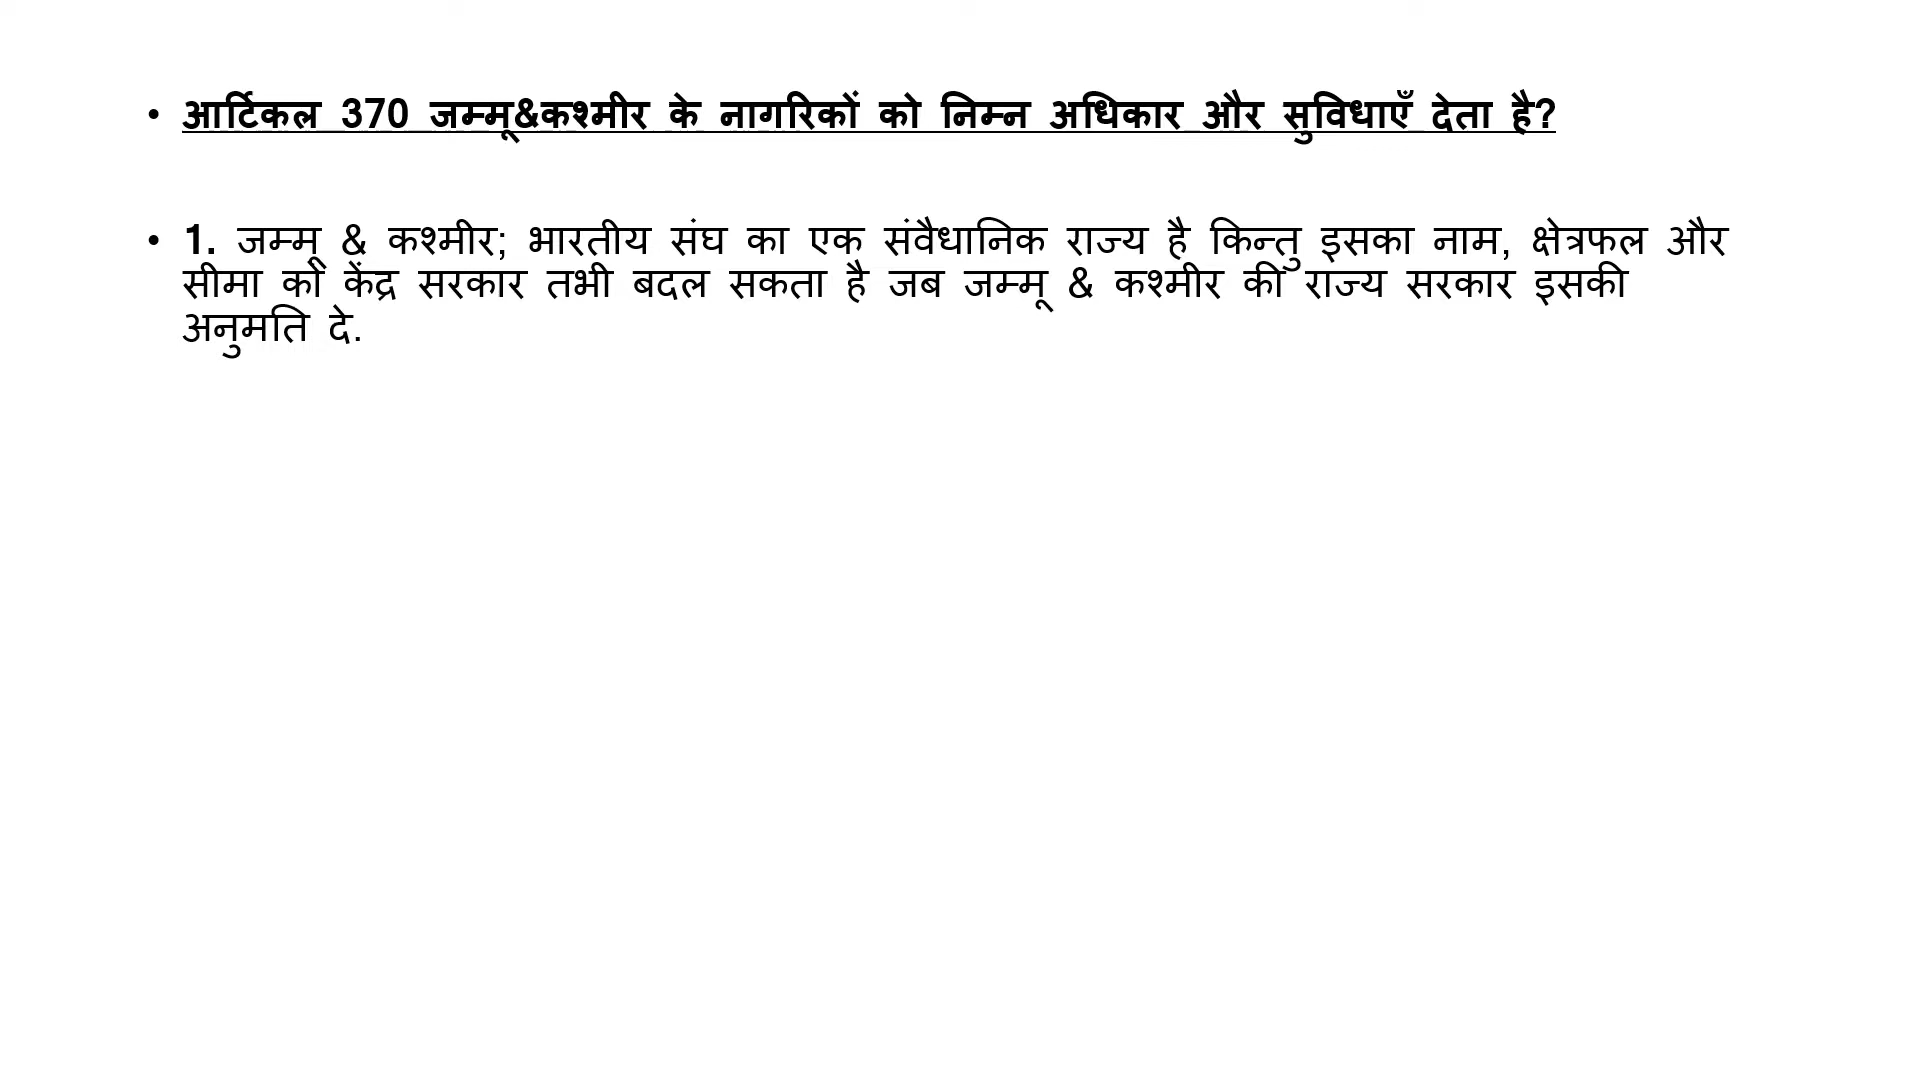 • आर्टिकल 370 जम्मू&कश्मीर के नागरिकों को निम्न अधिकार और सुविधाएँ देता है?
• 1. जम्मू & कश्मीर; भारतीय संघ का एक संवैधानिक राज्य है किन्तु इसका नाम, क्षेत्रफल और
सीमा को केंद्र सरकार तभी बदल सकता है जब जम्मू & कश्मीर की राज्य सरकार इसकी
अनुमति दे.